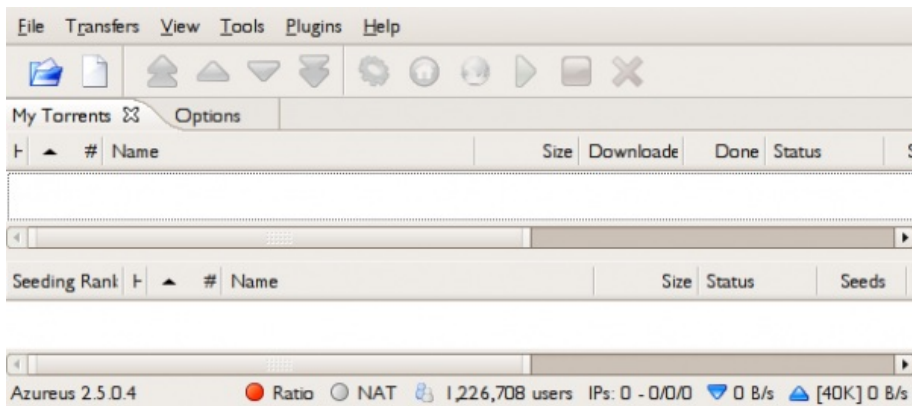 File Transfers View Tools Plugins Help
My Torrents Options
# Name Size Downloade Done Status
Seeding Rank # Name Size Status Seeds
Azureus 2.5.0.4 Ratio NAT 1,226,708 users IPs: 0 - 0/0/0 0 B/s [40K] 0 B/s